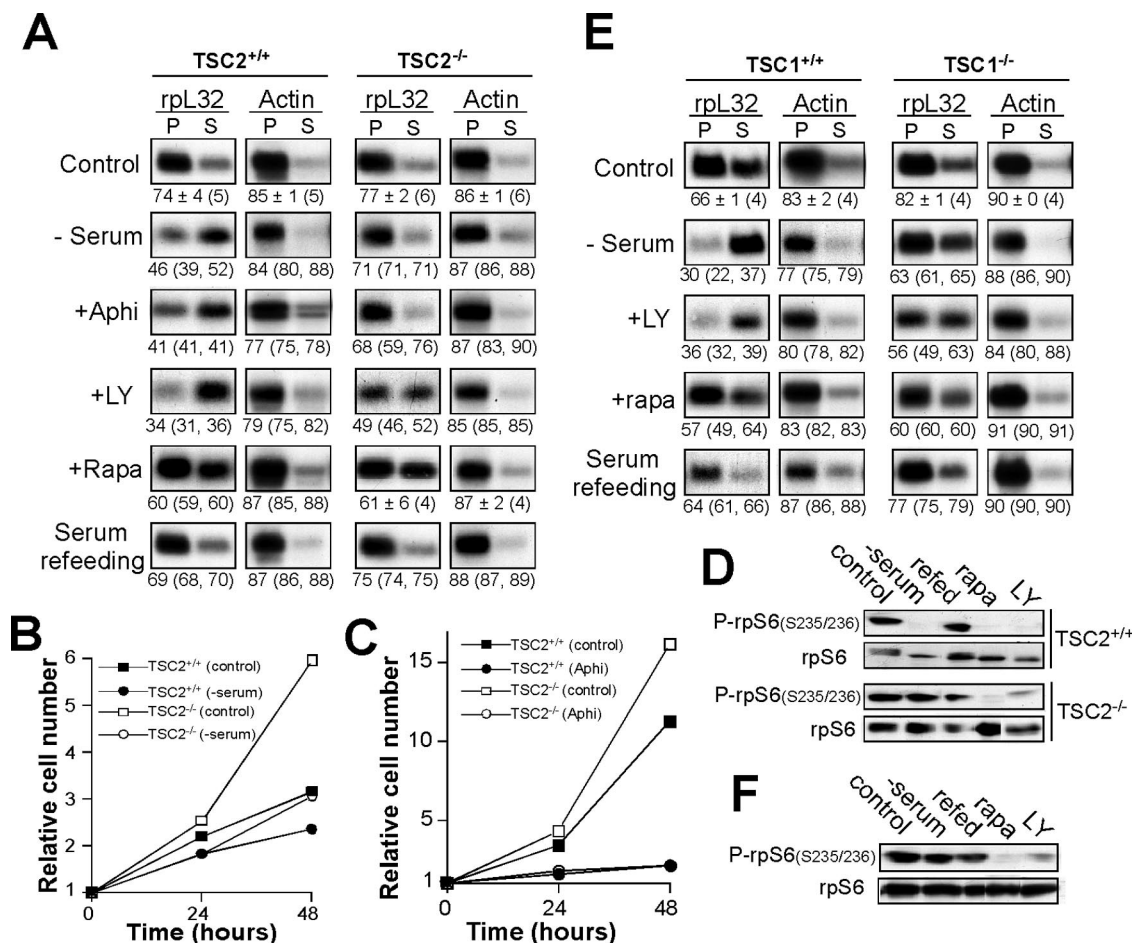 A
TSC2+/+ TSC2-/-
rpL32 Actin rpL32 Actin
P S P S P S P S
Control
74 ± 4 (5) 85 ± 1 (5) 77 ± 2 (6) 86 ± 1 (6)
- Serum
46 (39, 52) 84 (80, 88) 71 (71, 71) 87 (86, 88)
+Aphi
41 (41, 41) 77 (75, 78) 68 (59, 76) 87 (83, 90)
+LY
34 (31, 36) 79 (75, 82) 49 (46, 52) 85 (85, 85)
+Rapa
60 (59, 60) 87 (85, 88) 61 ± 6 (4) 87 ± 2 (4)
Serum
refeeding
69 (68, 70) 87 (86, 88) 75 (74, 75) 88 (87, 89)
E
TSC1+/+ TSC1-/-
rpL32 Actin rpL32 Actin
P S P S P S P S
Control
66 ± 1 (4) 83 ± 2 (4) 82 ± 1 (4) 90 ± 0 (4)
- Serum
30 (22, 37) 77 (75, 79) 63 (61, 65) 88 (86, 90)
+LY
36 (32, 39) 80 (78, 82) 56 (49, 63) 84 (80, 88)
+rapa
57 (49, 64) 83 (82, 83) 60 (60, 60) 91 (90, 91)
Serum
refeeding
64 (61, 66) 87 (86, 88) 77 (75, 79) 90 (90, 90)
B
Relative cell number
6
5
4
3
2
1
TSC2+/+ (control)
TSC2+/+ (-serum)
TSC2-/- (control)
TSC2-/- (-serum)
0 24 48
Time (hours)
C
Relative cell number
15
10
5
1
TSC2+/+ (control)
TSC2+/+ (Aphi)
TSC2-/- (control)
TSC2-/- (Aphi)
0 24 48
Time (hours)
D
control -serum refed rapa LY
P-rpS6(S235/236)
rpS6
TSC2+/+
P-rpS6(S235/236)
rpS6
TSC2-/-
F
control -serum refed rapa LY
P-rpS6(S235/236)
rpS6